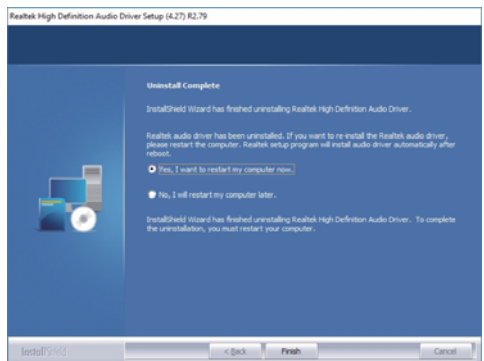 Realtek High Definition Audio Driver Setup (4.27) R2.79
Uninstall Complete
InstallShield Wizard has finished uninstalling Realtek High Definition Audio Driver.
Realtek audio driver has been uninstalled. If you want to re-install the Realtek audio driver,
please restart the computer. Realtek setup program will install audio driver automatically after
reboot.
Yes, I want to restart my computer now.
No, I will restart my computer later.
InstallShield Wizard has finished uninstalling Realtek High Definition Audio Driver. To complete
the uninstallation, you must restart your computer.
InstallShield
< Back Finish Cancel